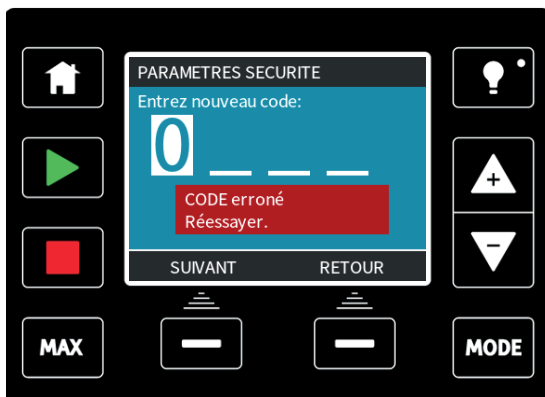 PARAMETRES SECURITE
Entrez nouveau code:
0 _ _ _
CODE erroné
Réessayer.
SUIVANT RETOUR
+
-
MAX
MODE